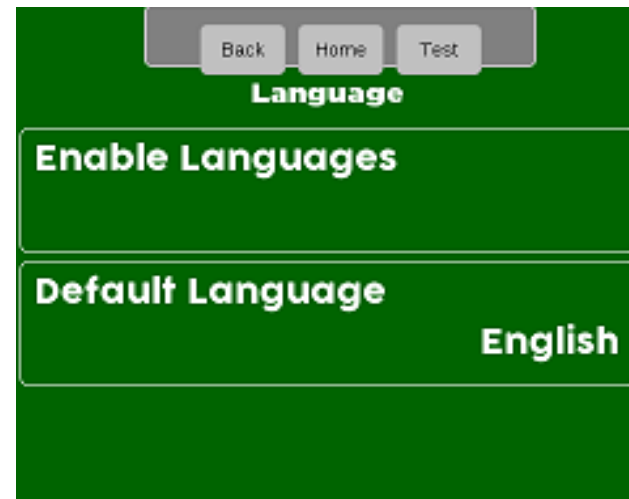 Back Home Test
Language
Enable Languages
Default Language
English